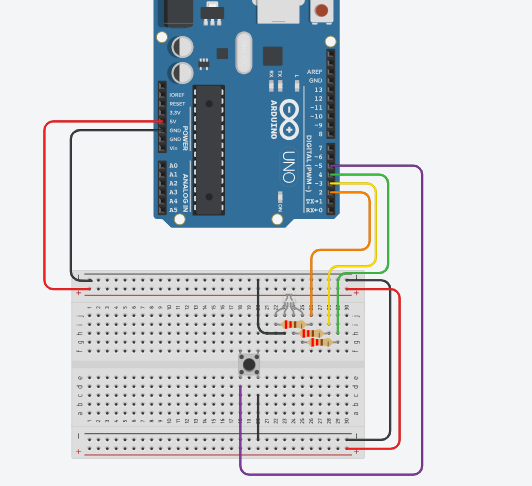 RX
TX
L
AREF
GND
13
12
~11
~10
~9
8
7
~6
~5
4
~3
2
TX→1
RX←0
IOREF
RESET
3.3V
5V
GND
GND
Vin
POWER
A0
A1
A2
A3
A4
A5
ANALOG IN
ARDUINO
UNO
DIGITAL (PWM~)
ON
- -
+ +
j j
i i
h h
g g
f f
e e
d d
c c
b b
a a
- -
+ +